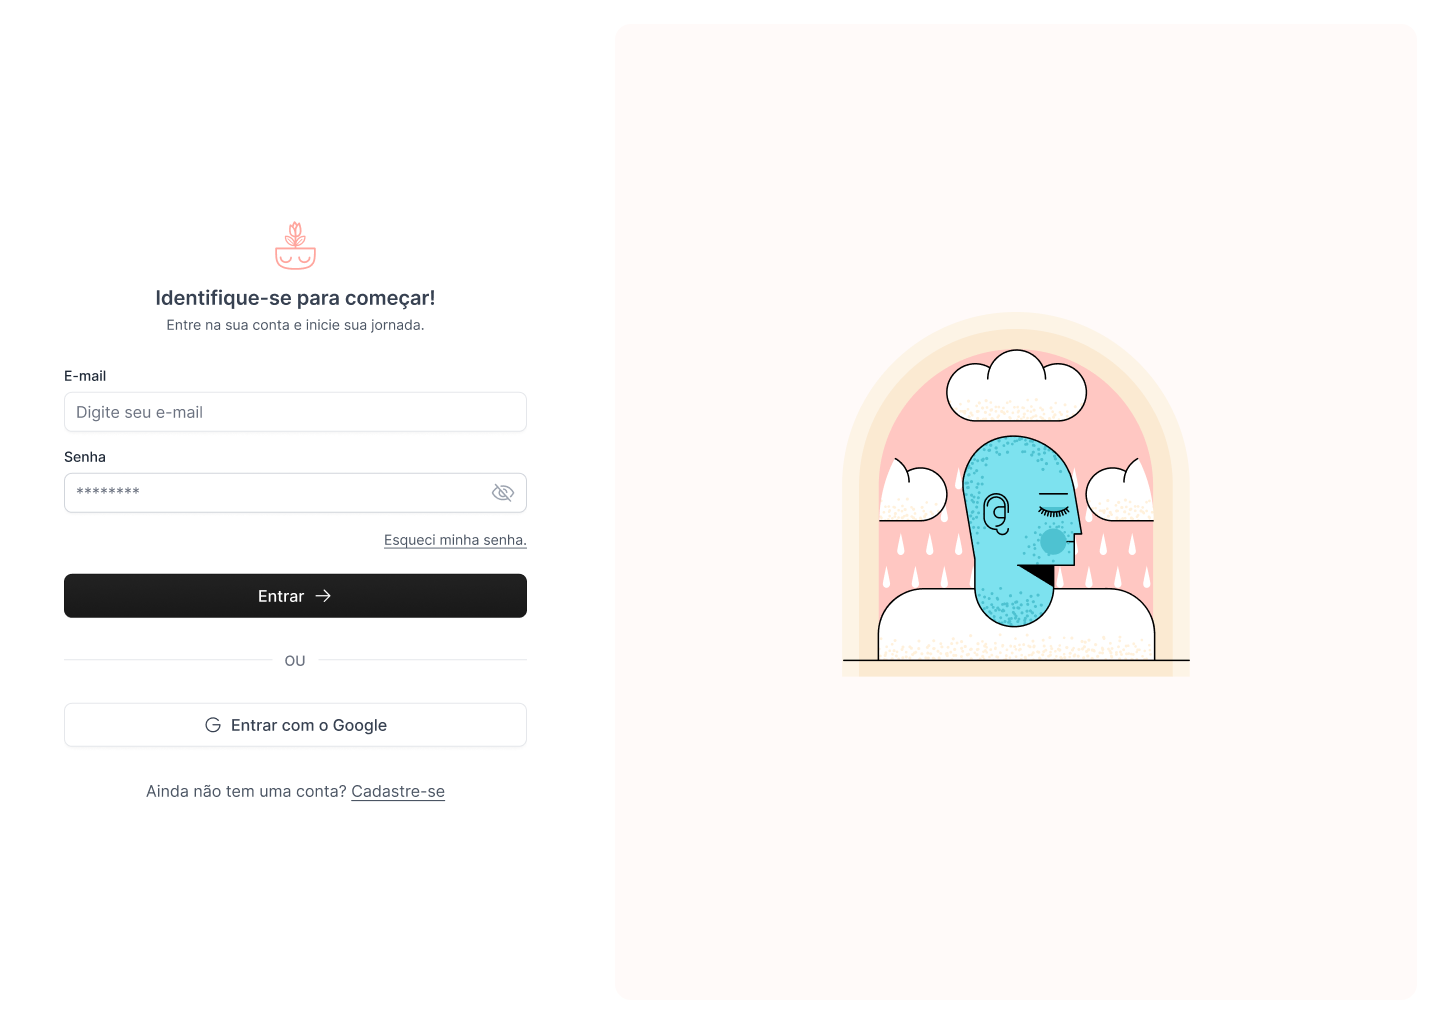 Identifique-se para começar!
Entre na sua conta e inicie sua jornada.
E-mail
Digite seu e-mail
Senha
********
Esqueci minha senha.
Entrar
OU
Entrar com o Google
Ainda não tem uma conta? Cadastre-se